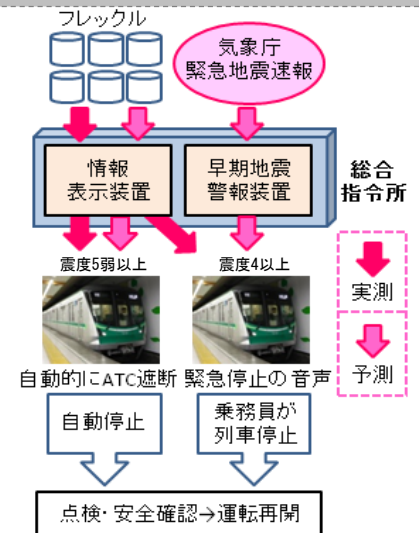 フレックル
気象庁
緊急地震速報
情報
表示装置
早期地震
警報装置
総合
指令所
震度5弱以上
震度4以上
実測
予測
自動的にATC遮断
緊急停止の音声
自動停止
乗務員が
列車停止
点検・安全確認→運転再開